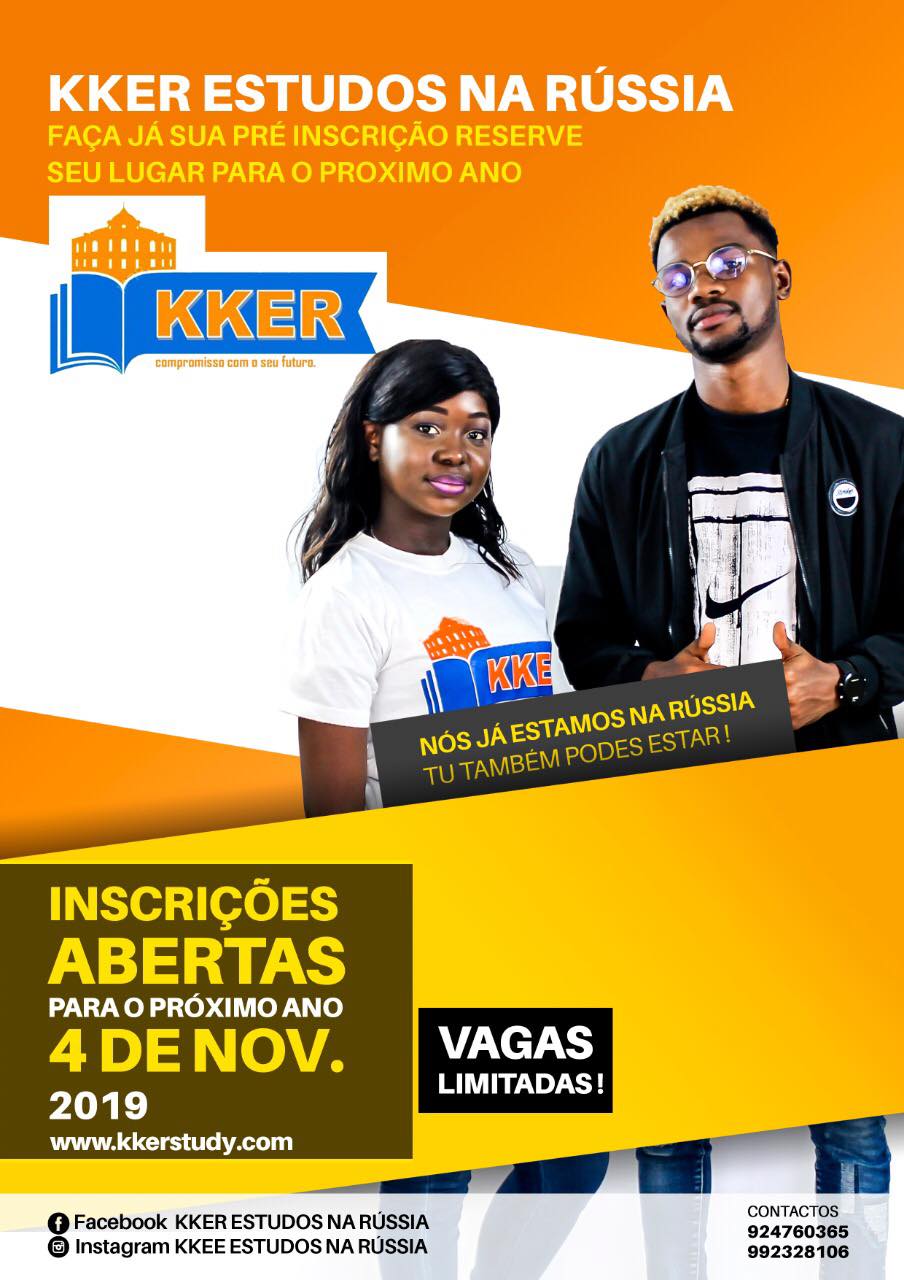 KKER ESTUDOS NA RÚSSIA
FAÇA JÁ SUA PRÉ INSCRIÇÃO RESERVE
SEU LUGAR PARA O PROXIMO ANO
KKER
compromisso com o seu futuro.
KKE
NÓS JÁ ESTAMOS NA RÚSSIA
TU TAMBÉM PODES ESTAR !
INSCRIÇÕES
ABERTAS
PARA O PRÓXIMO ANO
4 DE NOV.
2019
www.kkerstudy.com
VAGAS
LIMITADAS !
Facebook KKER ESTUDOS NA RÚSSIA
Instagram KKEE ESTUDOS NA RÚSSIA
CONTACTOS
924760365
992328106